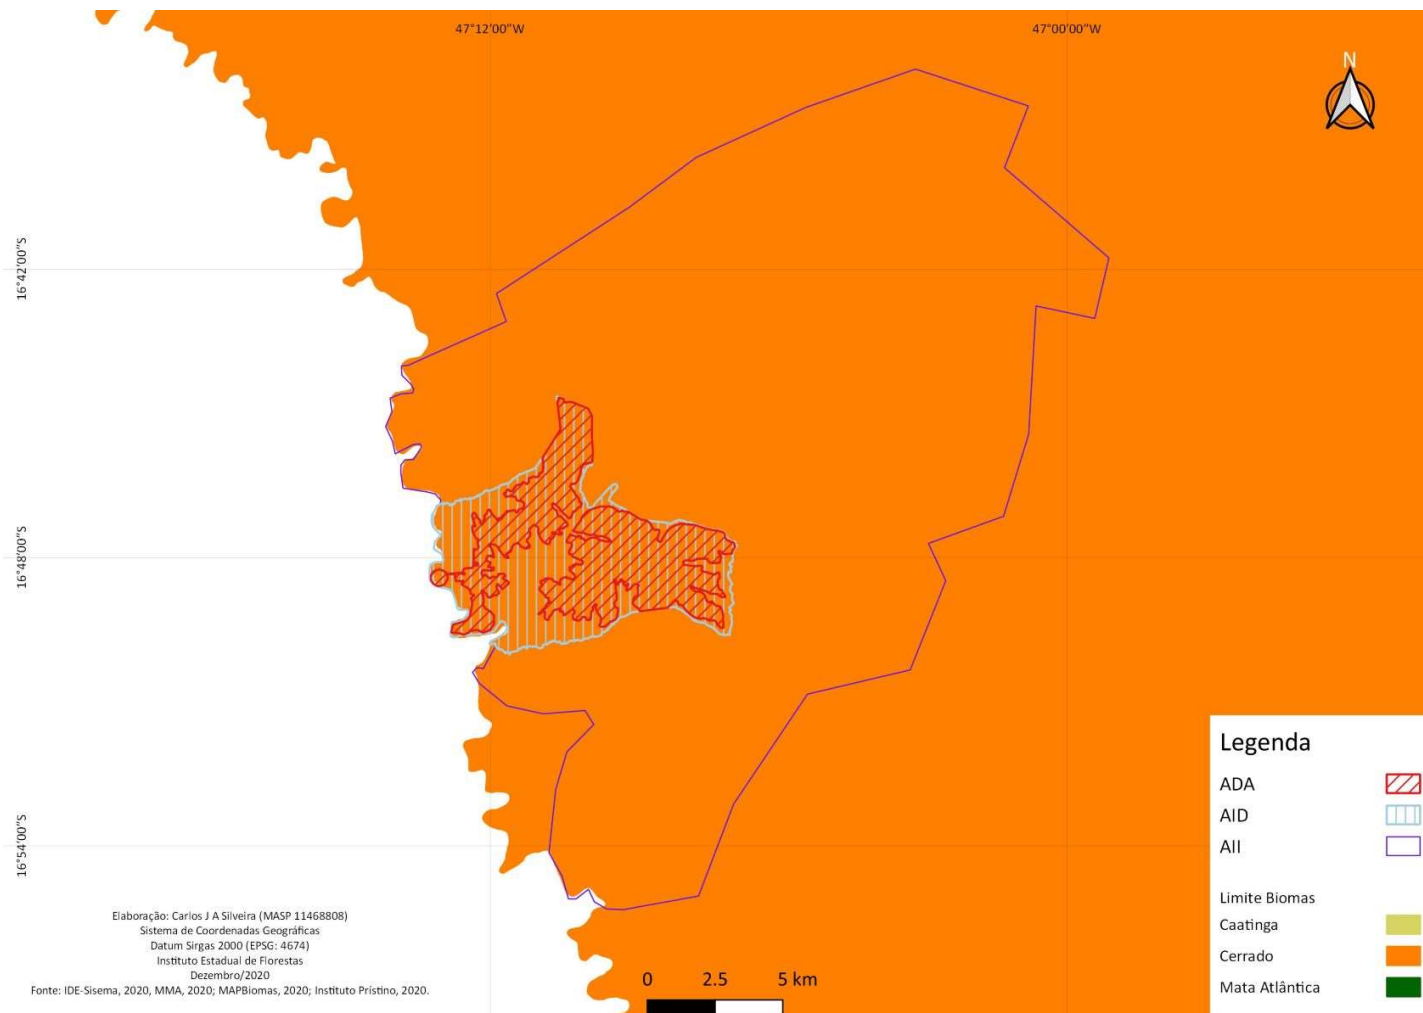 47°12'00"W
47°00'00"W
N
16°42'00"S
16°48'00"S
16°54'00"S
Legenda
ADA
AID
AII
Limite Biomas
Caatinga
Cerrado
Mata Atlântica
Elaboração: Carlos J A Silveira (MASP 11468808)
Sistema de Coordenadas Geográficas
Datum Sirgas 2000 (EPSG: 4674)
Instituto Estadual de Florestas
Dezembro/2020
Fonte: IDE-Sisema, 2020, MMA, 2020; MAPBiomas, 2020; Instituto Prístino, 2020.
0 2.5 5 km